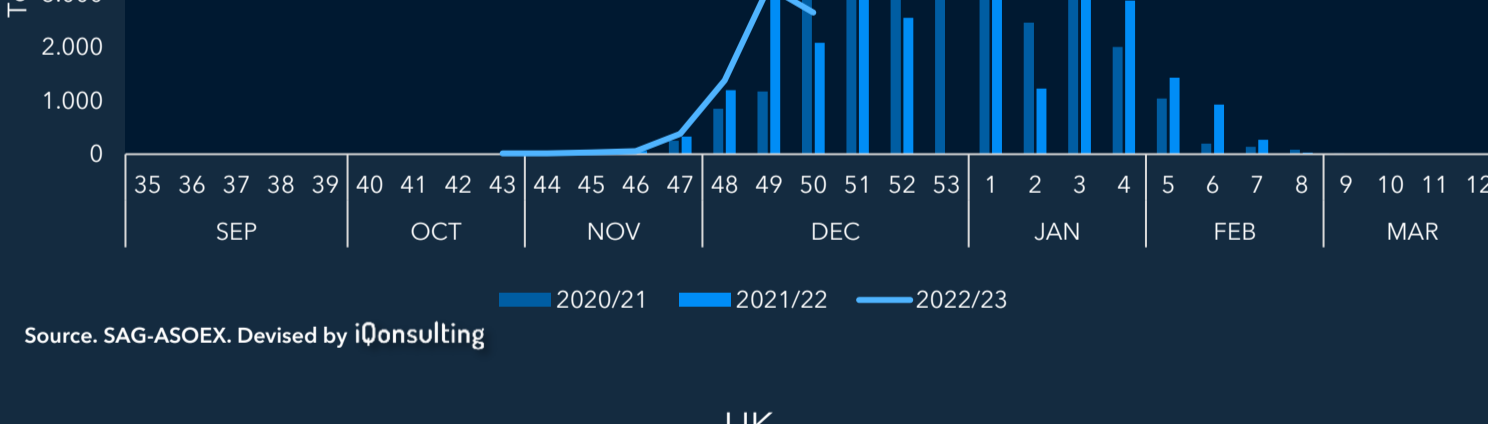 2.000
1.000
0
35 36 37 38 39 40 41 42 43 44 45 46 47 48 49 50 51 52 53 1 2 3 4 5 6 7 8 9 10 11 12
SEP OCT NOV DEC JAN FEB MAR
2020/21 2021/22 2022/23
Source. SAG-ASOEX. Devised by iQonsulting